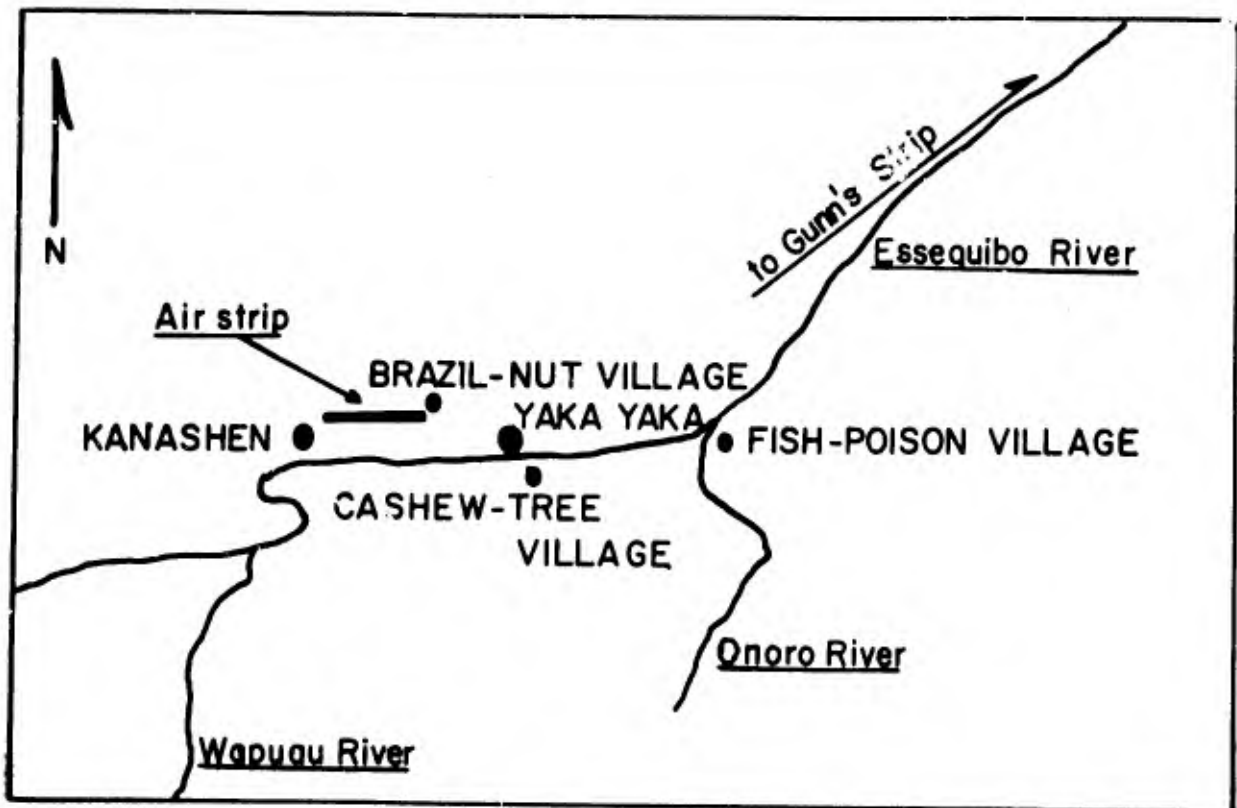 N
to Gunn's Strip
Essequibo River
Air strip
BRAZIL-NUT VILLAGE
YAKA YAKA
KANASHEN
FISH-POISON VILLAGE
CASHEW-TREE
VILLAGE
Onoro River
Wapuau River